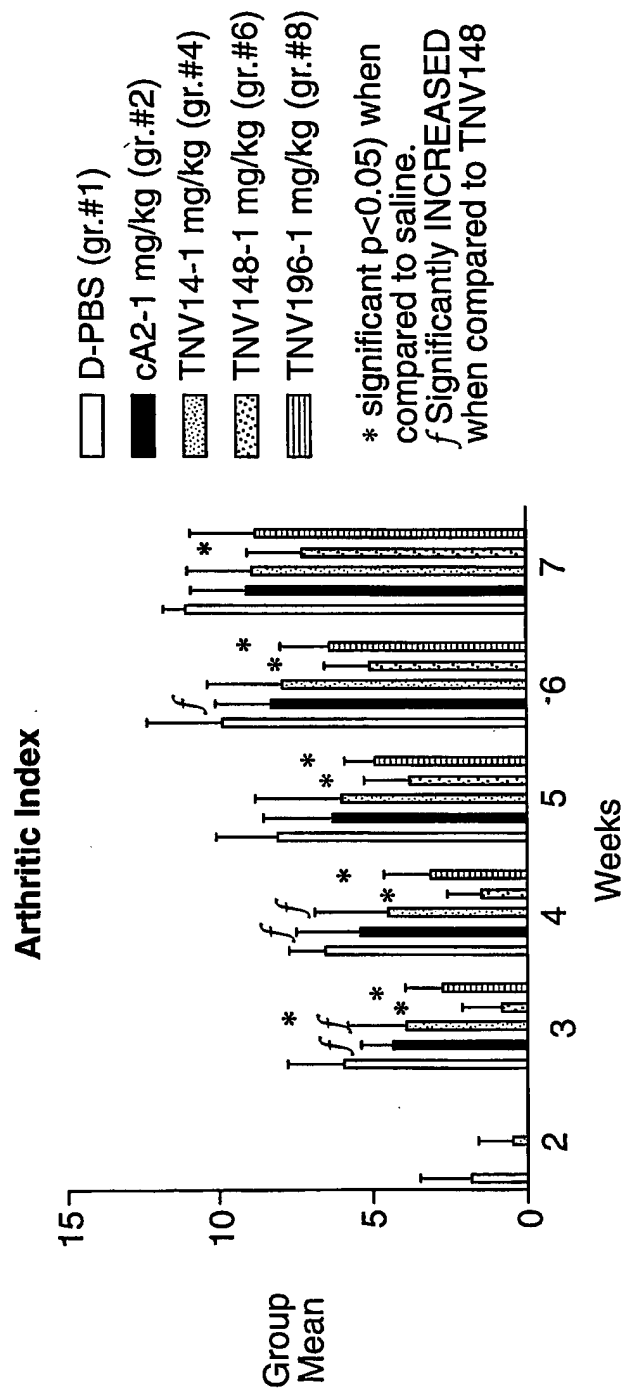 Arthritic Index
15
10
5
0
Group
Mean
2
3
4
5
6
7
Weeks
ƒ
ƒ
*
*
*
ƒ
ƒ
*
*
*
*
ƒ
*
*
*
D-PBS (gr.#1)
cA2-1 mg/kg (gr.#2)
TNV14-1 mg/kg (gr.#4)
TNV148-1 mg/kg (gr.#6)
TNV196-1 mg/kg (gr.#8)
* significant p<0.05) when
compared to saline.
ƒ Significantly INCREASED
when compared to TNV148